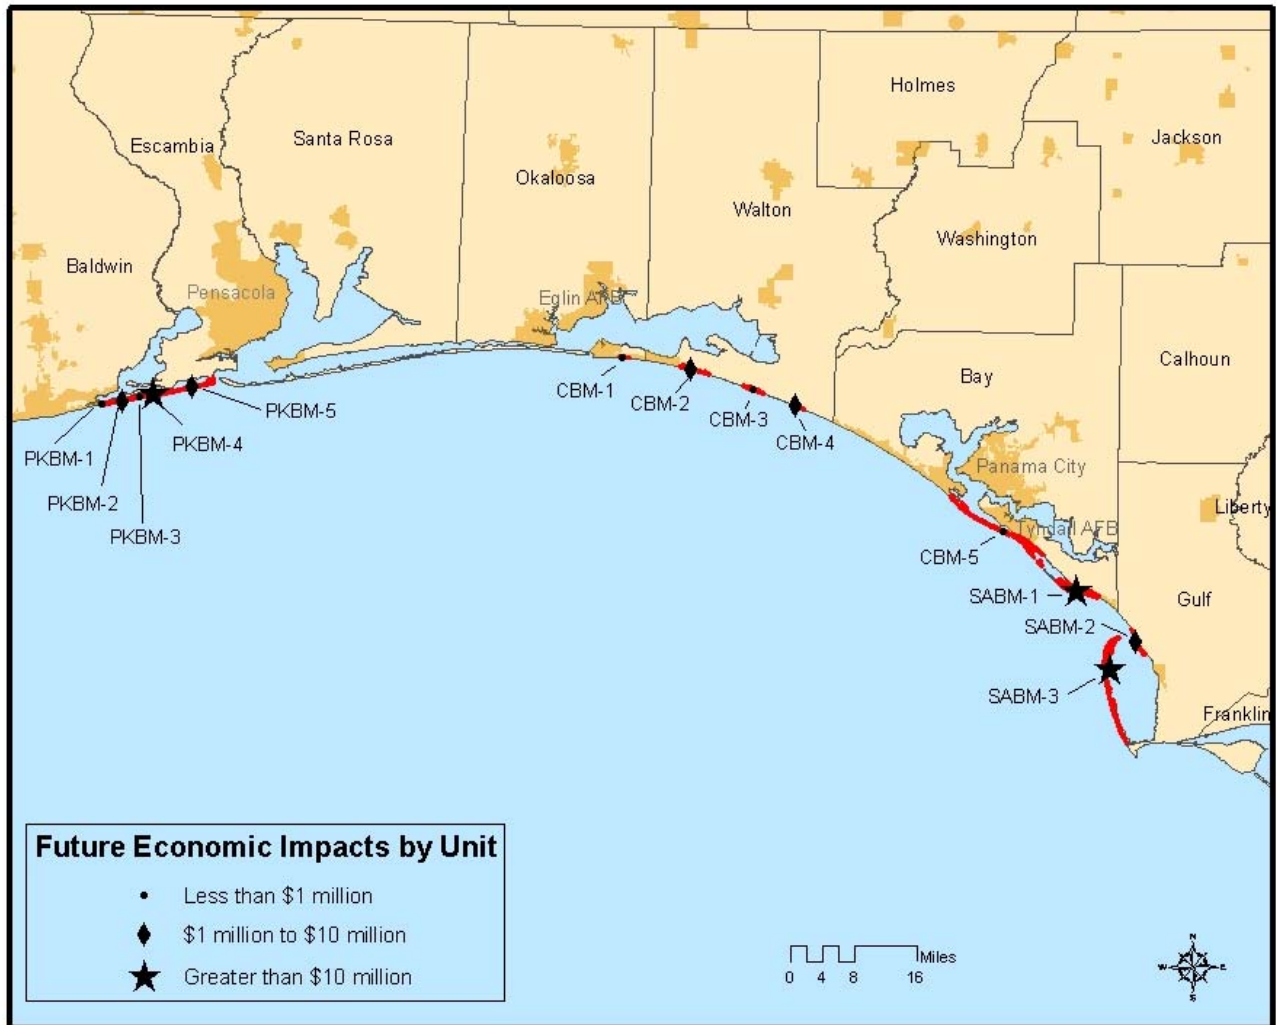 Holmes
Escambia
Santa Rosa
Jackson
Okaloosa
Walton
Washington
Baldwin
Pensacola
Eglin AFB
Calhoun
Bay
CBM-1
CBM-2
CBM-3
CBM-4
PKBM-5
PKBM-4
PKBM-1
PKBM-2
PKBM-3
Panama City
Liberty
Tyndall AFB
CBM-5
SABM-1
Gulf
SABM-2
SABM-3
Franklin
Future Economic Impacts by Unit
Less than $1 million
$1 million to $10 million
Greater than $10 million
Miles
0 4 8 16
N
W E
S